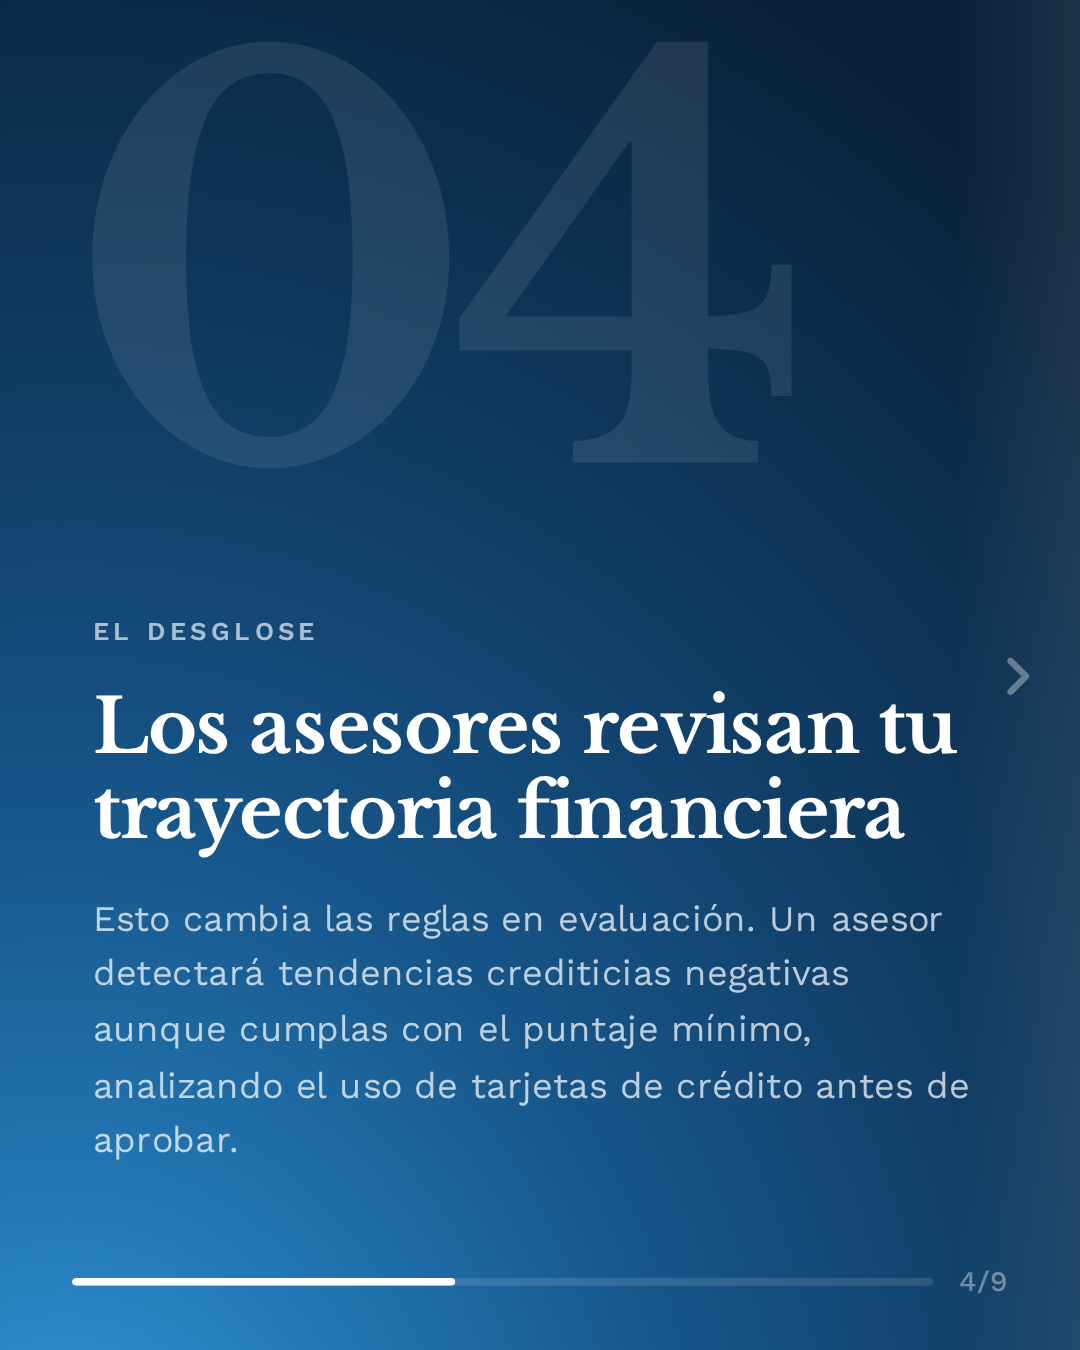 04
EL DESGLOSE
Los asesores revisan tu
trayectoria financiera
Esto cambia las reglas en evaluación. Un asesor
detectará tendencias crediticias negativas
aunque cumplas con el puntaje mínimo,
analizando el uso de tarjetas de crédito antes de
aprobar.
4/9